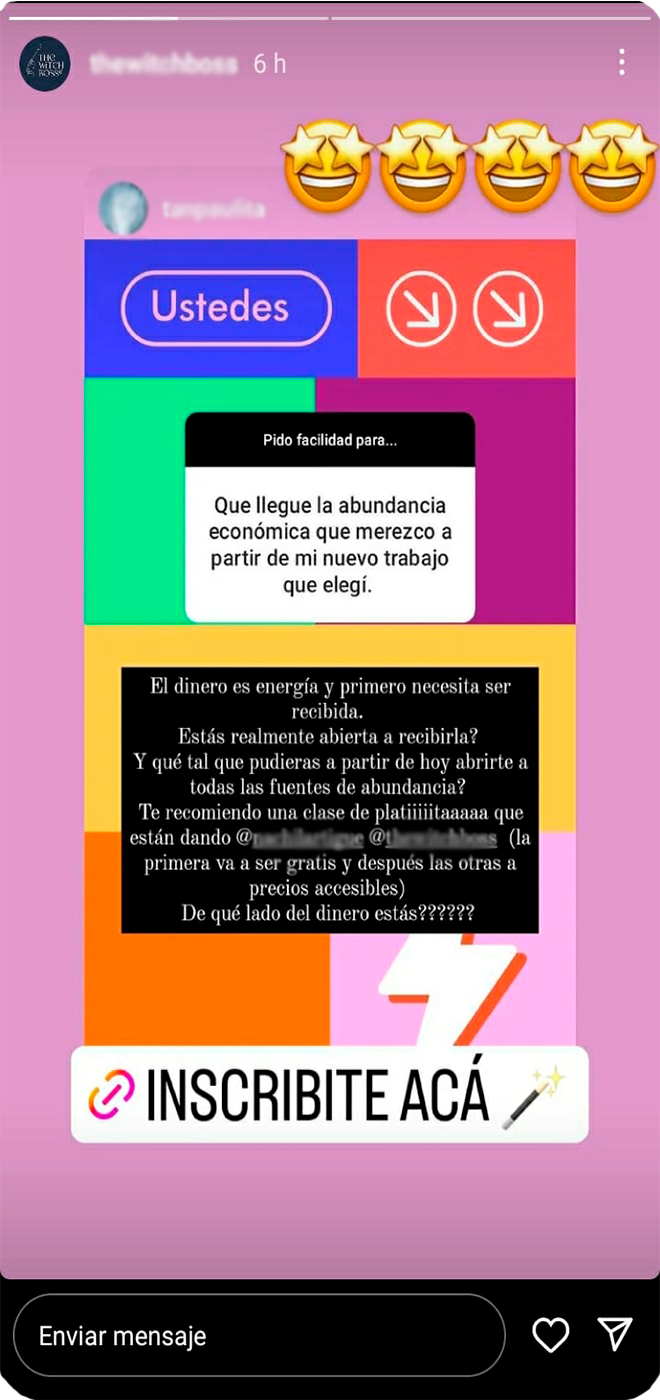 THE
WITCH
BOSS
thewitchboss 6 h
tanpaulita
Ustedes
Pido facilidad para...
Que llegue la abundancia
económica que merezco a
partir de mi nuevo trabajo
que elegí.
El dinero es energía y primero necesita ser
recibida.
Estás realmente abierta a recibirla?
Y qué tal que pudieras a partir de hoy abrirte a
todas las fuentes de abundancia?
Te recomiendo una clase de platiiiiitaaaaa que
están dando @ @thewitchboss (la
primera va a ser gratis y después las otras a
precios accesibles)
De qué lado del dinero estás??????
INSCRIBITE ACÁ
Enviar mensaje